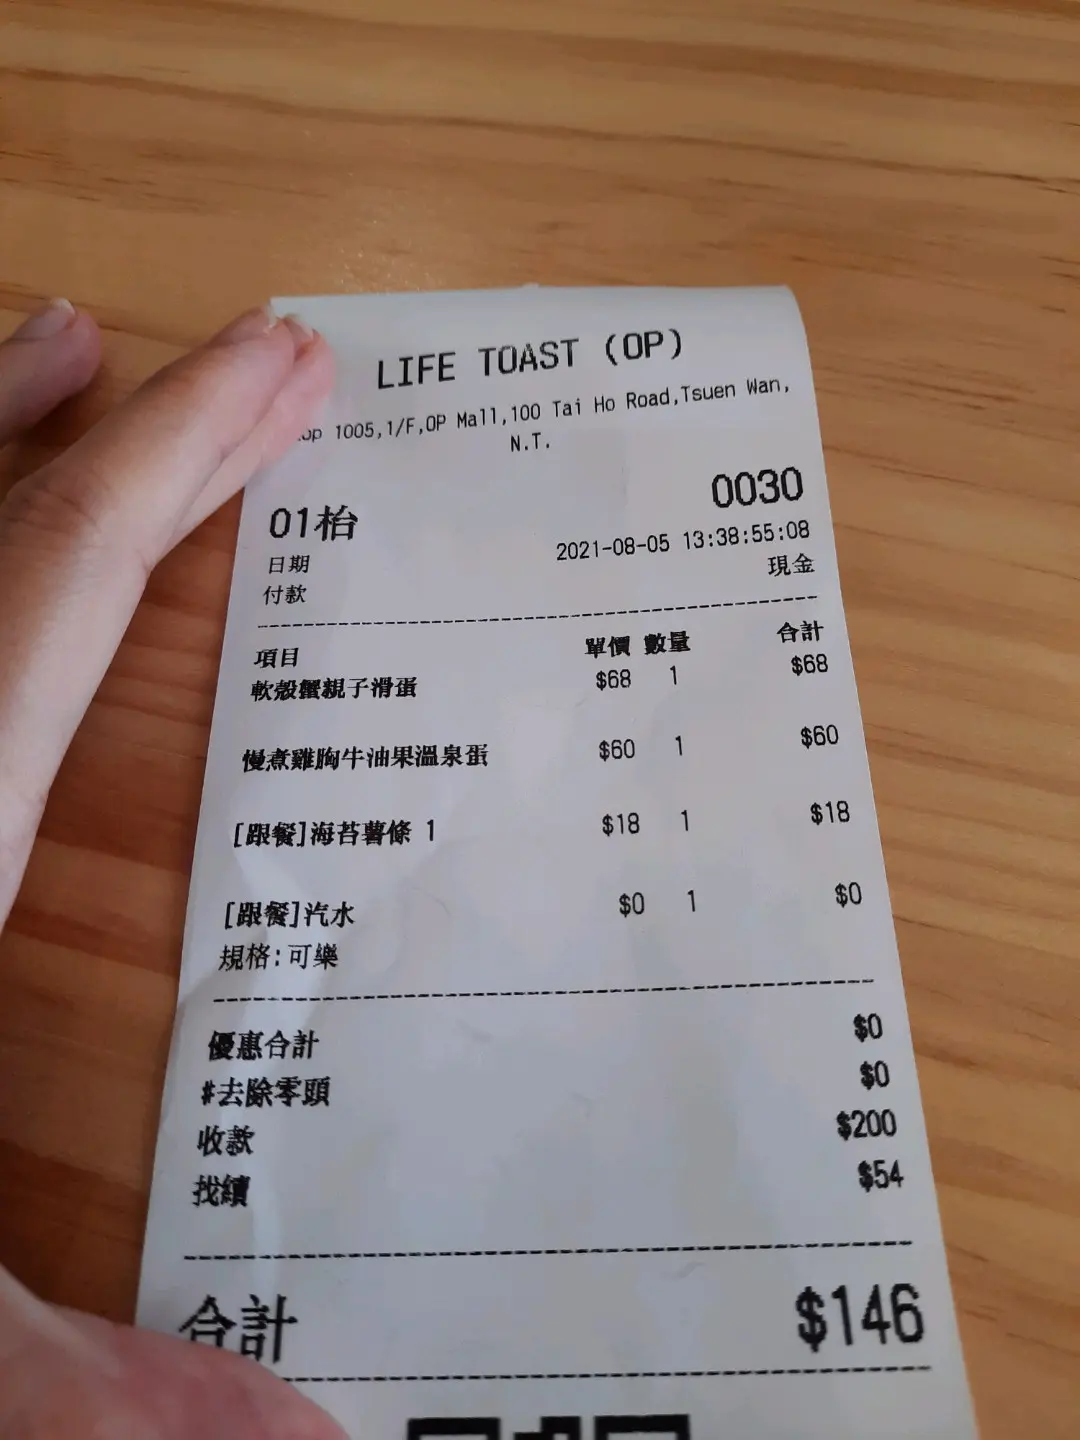 LIFE TOAST (OP)
1005,1/F,OP Mall,100 Tai Ho Road,Tsuen Wan,
N.T.
01枱 0030
日期 2021-08-05 13:38:55:08
付款 現金
項目 單價 數量 合計
軟殼蟹親子滑蛋 $68 1 $68
慢煮雞胸牛油果溫泉蛋 $60 1 $60
[跟餐]海苔薯條 1 $18 1 $18
[跟餐]汽水 $0 1 $0
規格:可樂
優惠合計 $0
#去除零頭 $0
收款 $200
找續 $54
合計 $146